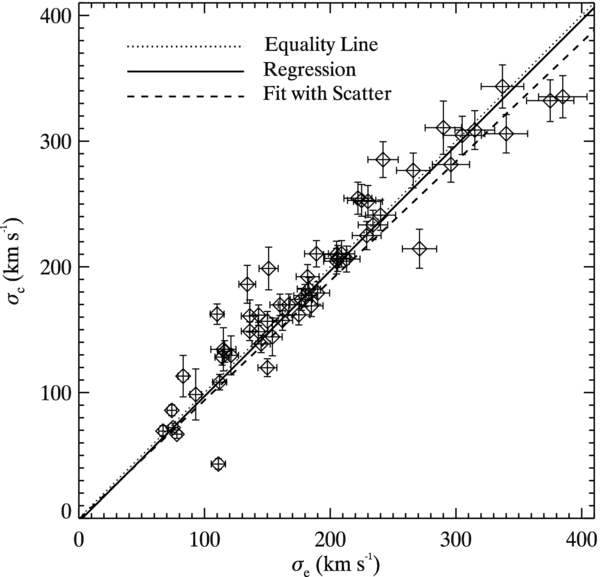 400
300
200
100
0
Equality Line
Regression
Fit with Scatter
σc (km s-1)
0 100 200 300 400
σe (km s-1)